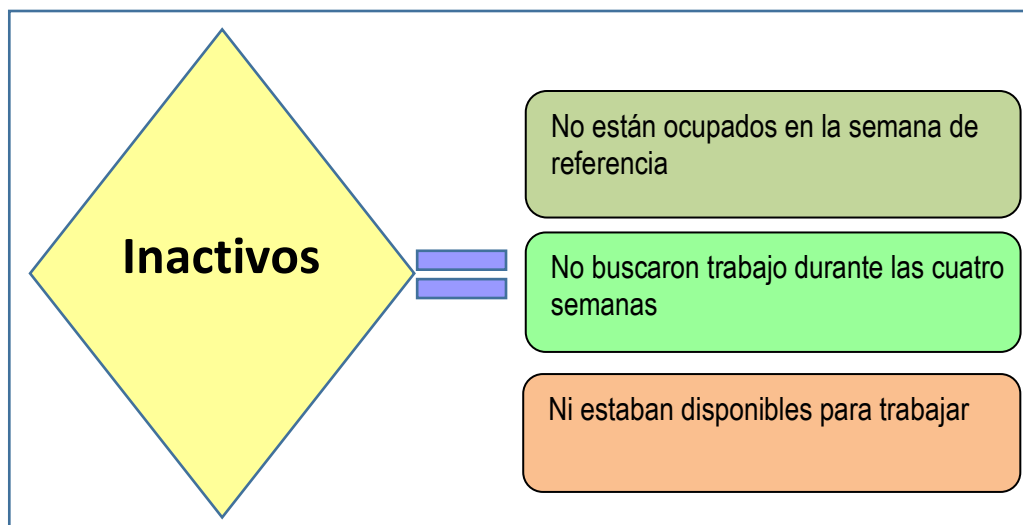 Inactivos
No están ocupados en la semana de
referencia
No buscaron trabajo durante las cuatro
semanas
Ni estaban disponibles para trabajar